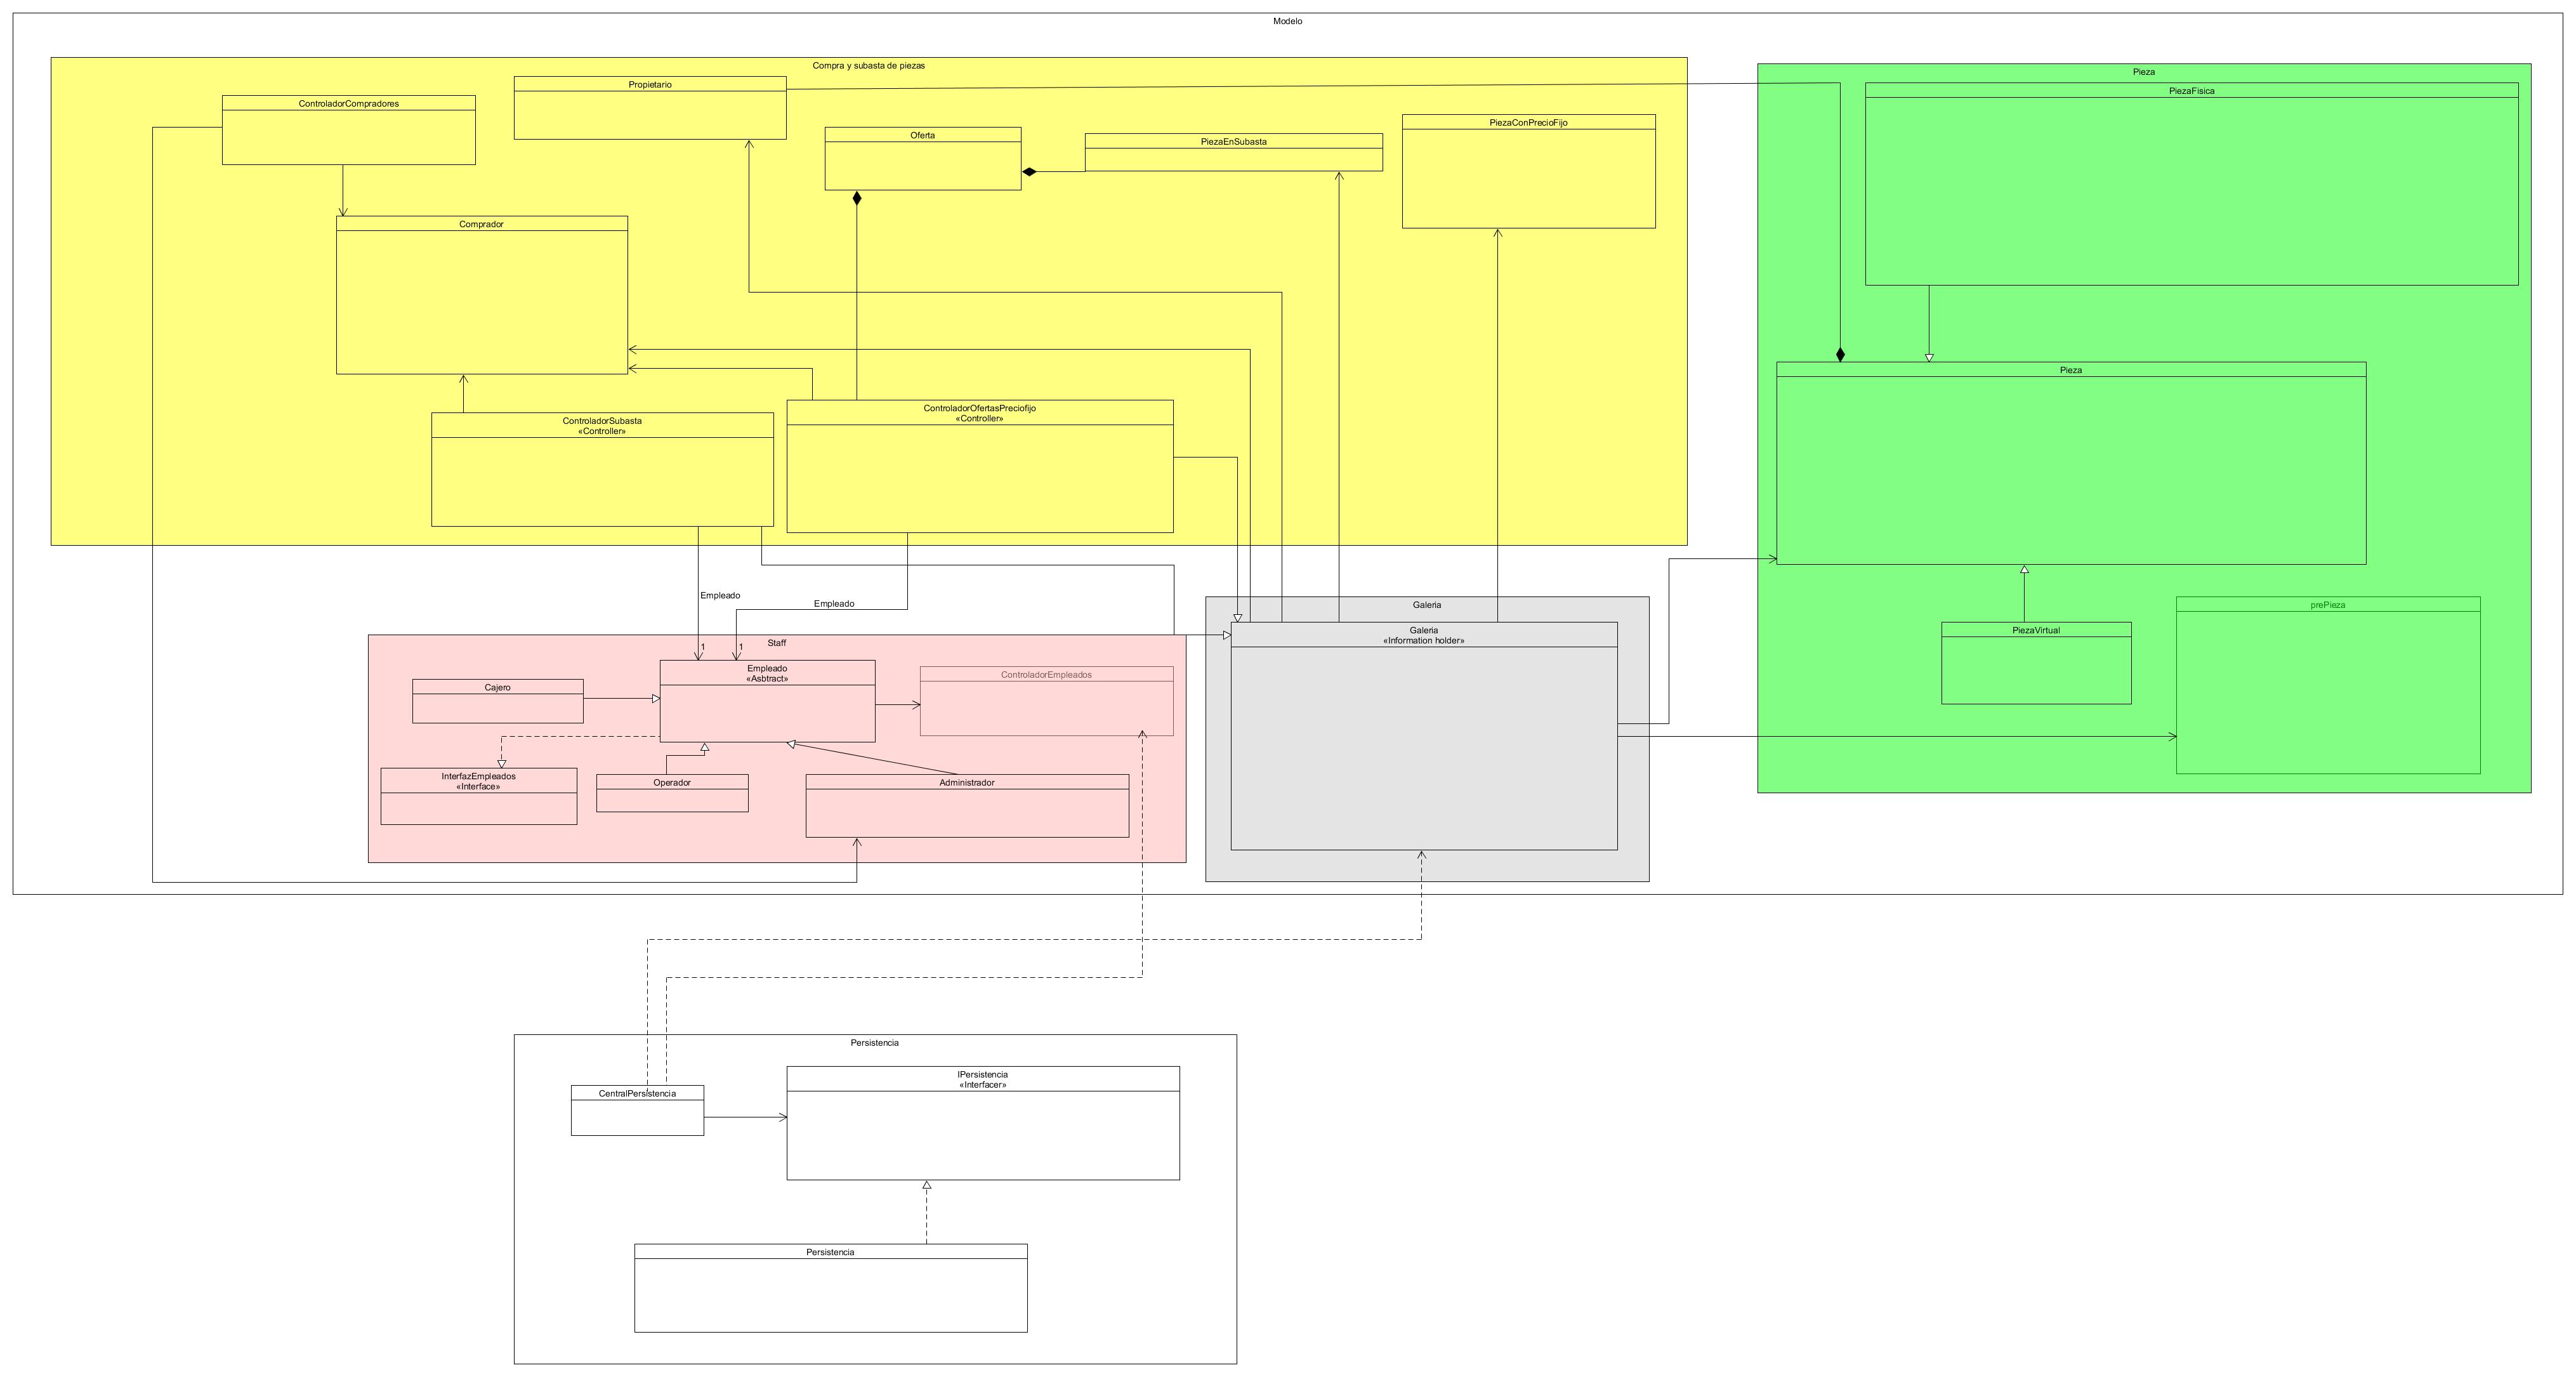 Modelo
Compra y subasta de piezas
Pieza
Propietario
PiezaFisica
ControladorCompradores
PiezaConPrecioFijo
Oferta
PiezaEnSubasta
Comprador
Pieza
ControladorOfertasPreciofijo
«Controller»
ControladorSubasta
«Controller»
Empleado
Empleado
Galeria
prePieza
Galeria
«Information holder»
PiezaVirtual
Staff
1
1
Empleado
«Asbtract»
ControladorEmpleados
Cajero
InterfazEmpleados
«Interface»
Operador
Administrador
Persistencia
IPersistencia
«Interfacer»
CentralPersistencia
Persistencia